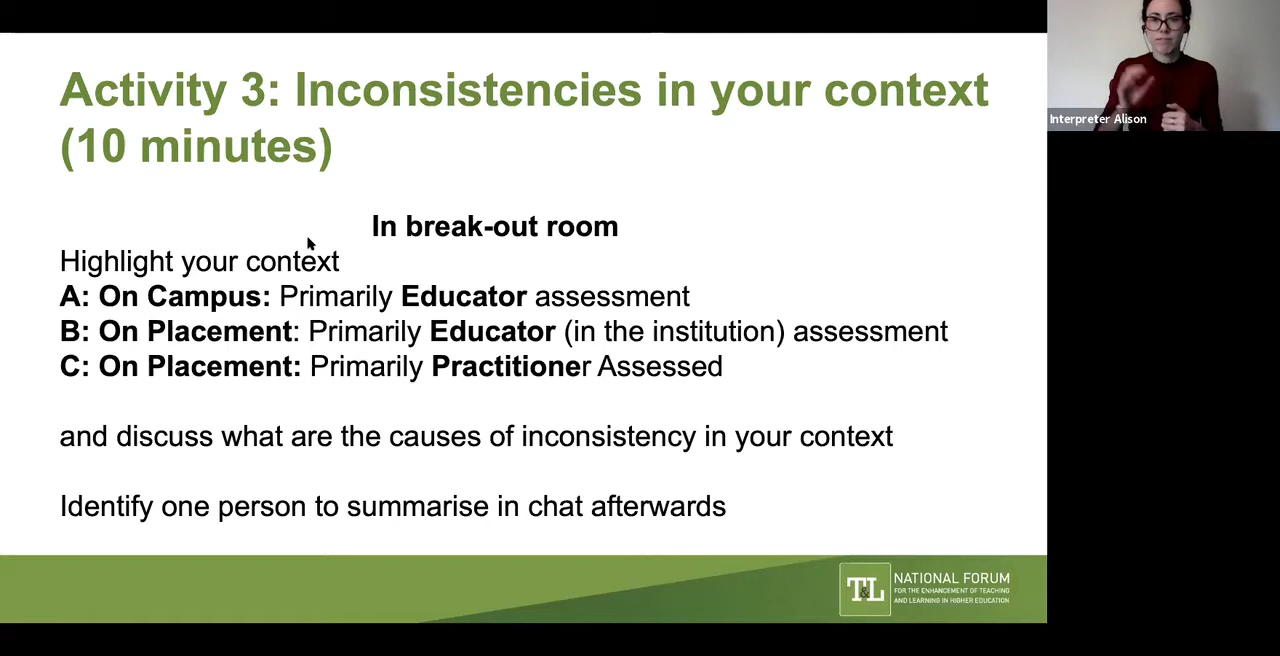 Activity 3: Inconsistencies in your context
(10 minutes)
In break-out room
Highlight your context
A: On Campus: Primarily Educator assessment
B: On Placement: Primarily Educator (in the institution) assessment
C: On Placement: Primarily Practitioner Assessed
and discuss what are the causes of inconsistency in your context
Identify one person to summarise in chat afterwards
Interpreter Alison
T&L
NATIONAL FORUM
FOR THE ENHANCEMENT OF TEACHING
AND LEARNING IN HIGHER EDUCATION